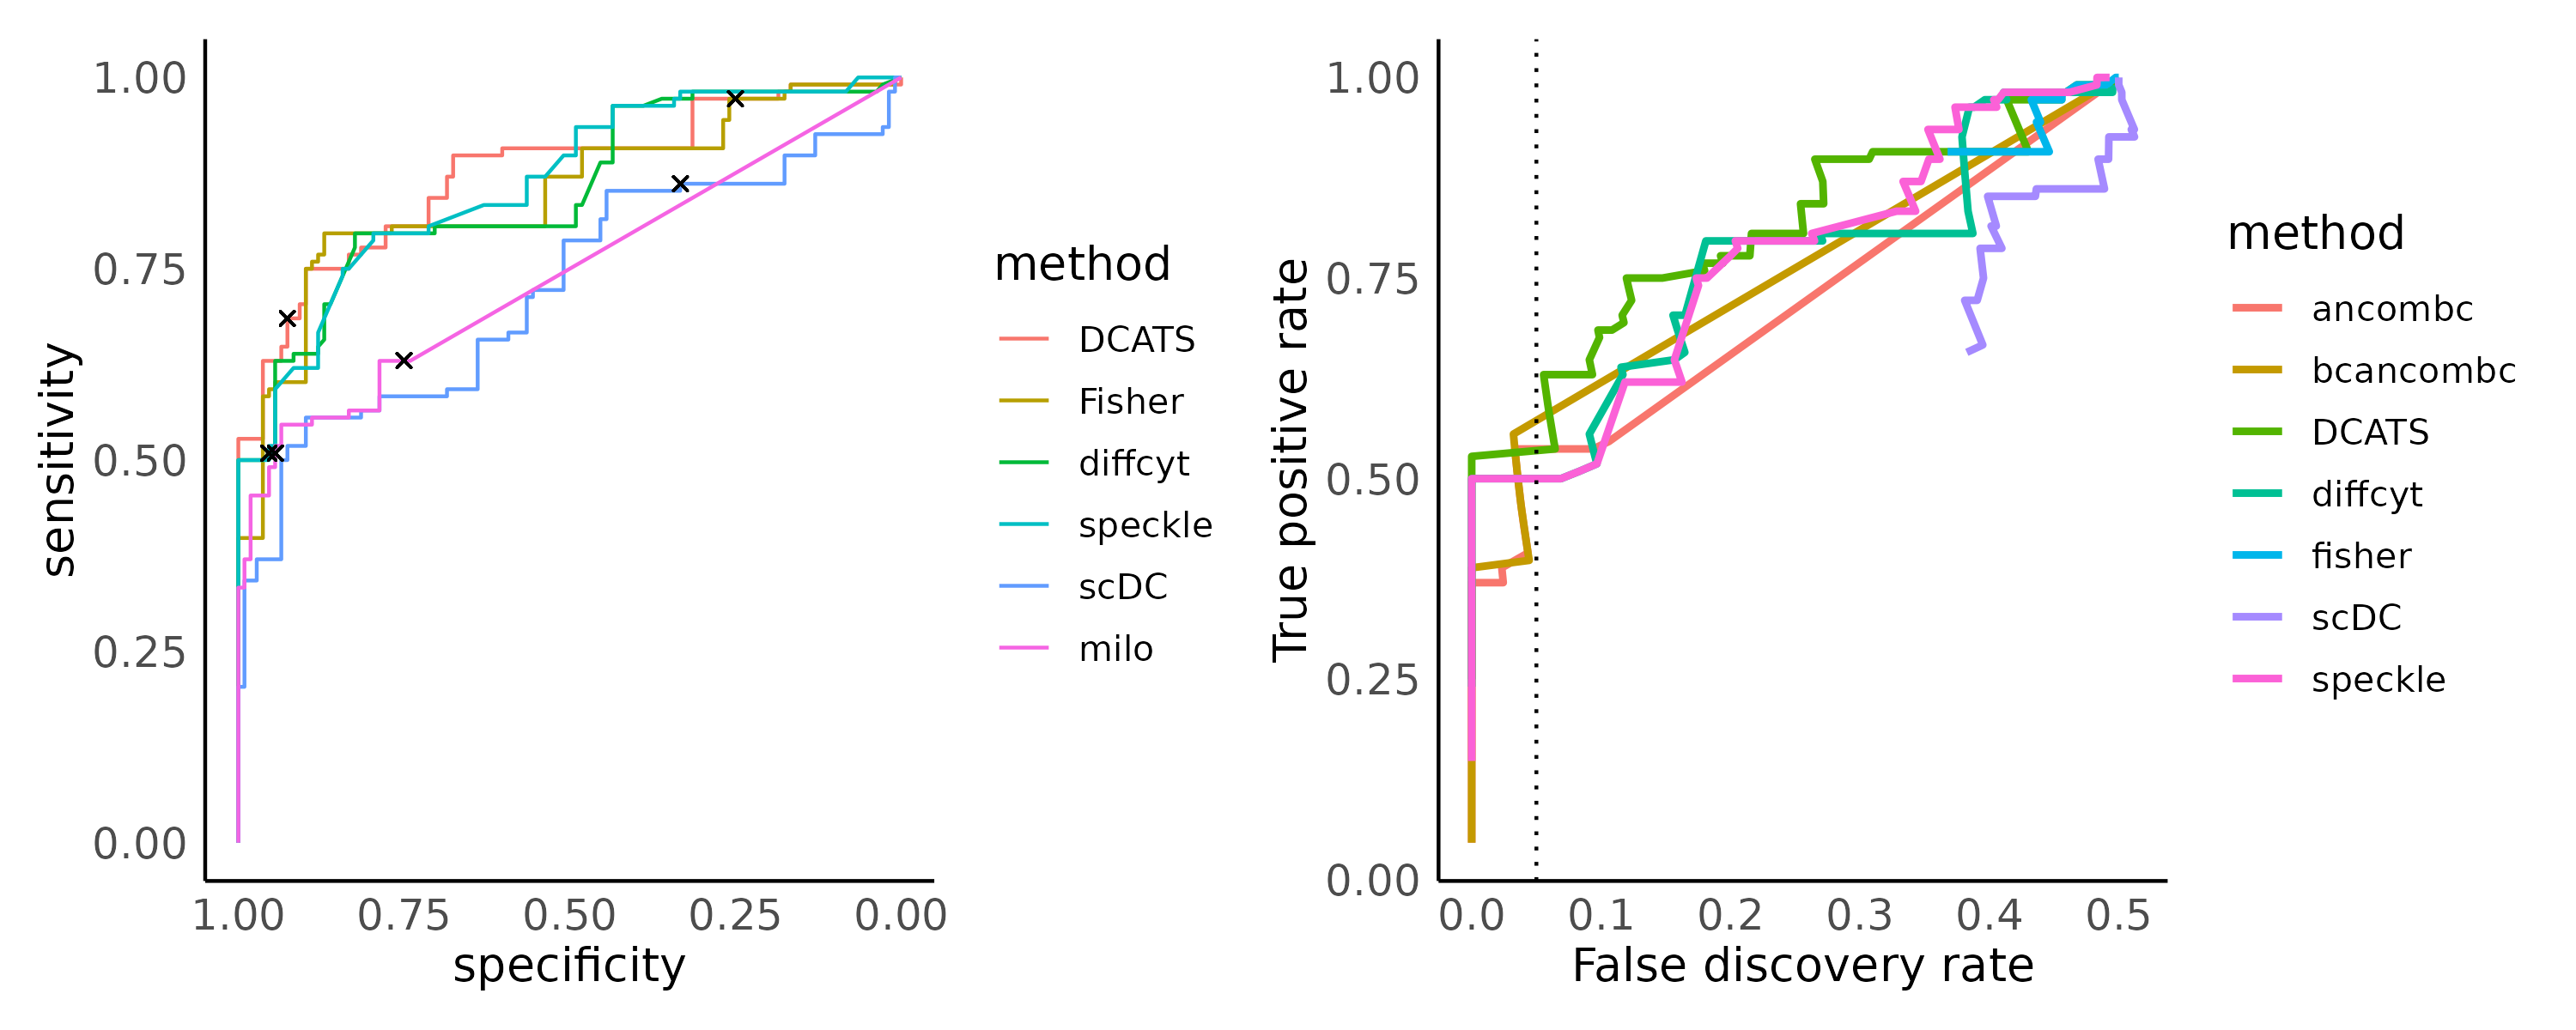 sensitivity
1.00
0.75
0.50
0.25
0.00
1.00 0.75 0.50 0.25 0.00
specificity
method
DCATS
Fisher
diffcyt
speckle
scDC
milo
True positive rate
1.00
0.75
0.50
0.25
0.00
0.0 0.1 0.2 0.3 0.4 0.5
False discovery rate
method
ancombc
bcancombc
DCATS
diffcyt
fisher
scDC
speckle